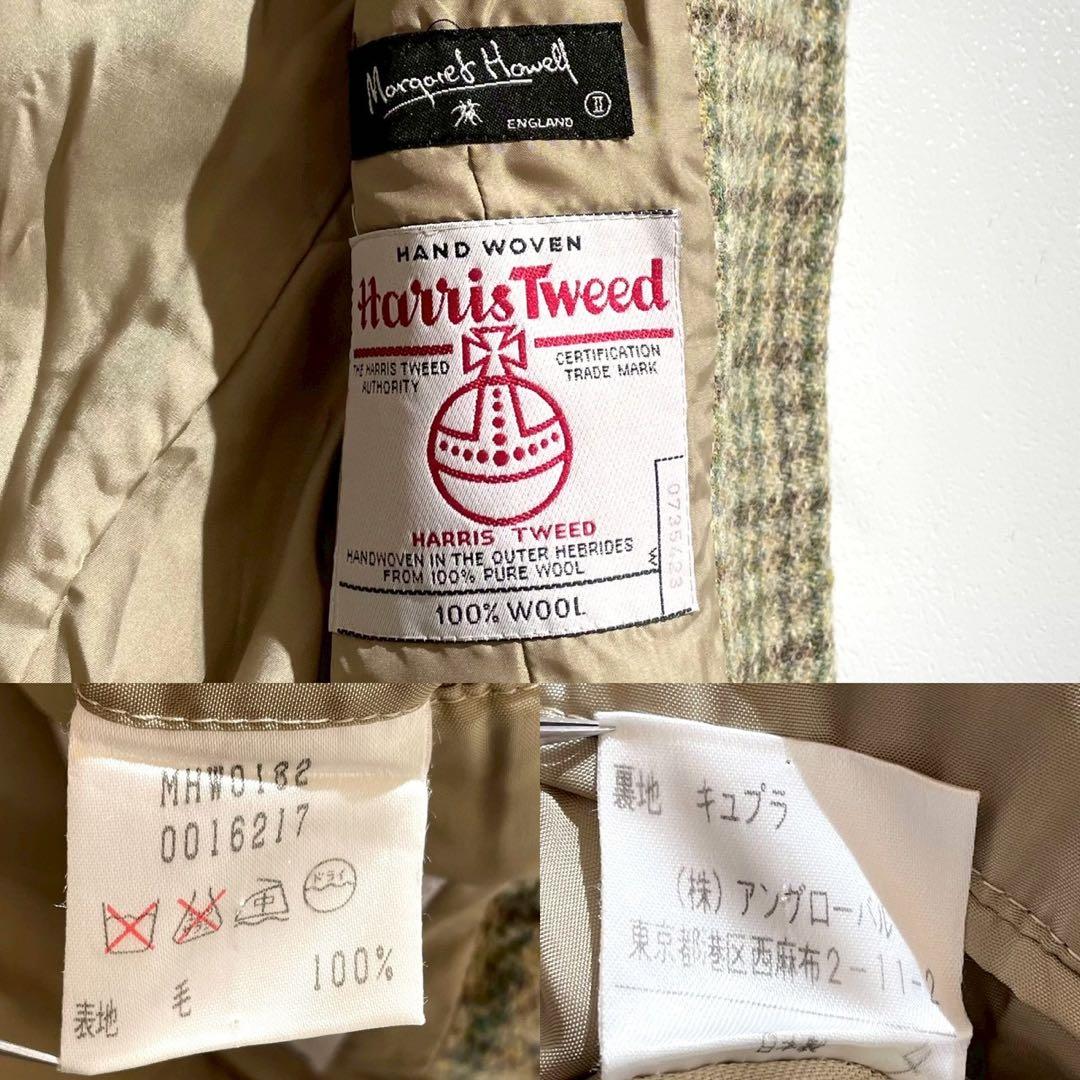 Margaret Howell
II
ENGLAND
HAND WOVEN
Harris Tweed
THE HARRIS TWEED
AUTHORITY
CERTIFICATION
TRADE MARK
HARRIS TWEED
HANDWOVEN IN THE OUTER HEBRIDES
FROM 100% PURE WOOL
W
0735423
100% WOOL
MHW0182
0016217
中
ドライ
表地 毛 100%
裏地 キュプラ
(株) アングローバル
東京都港区西麻布2-11-2